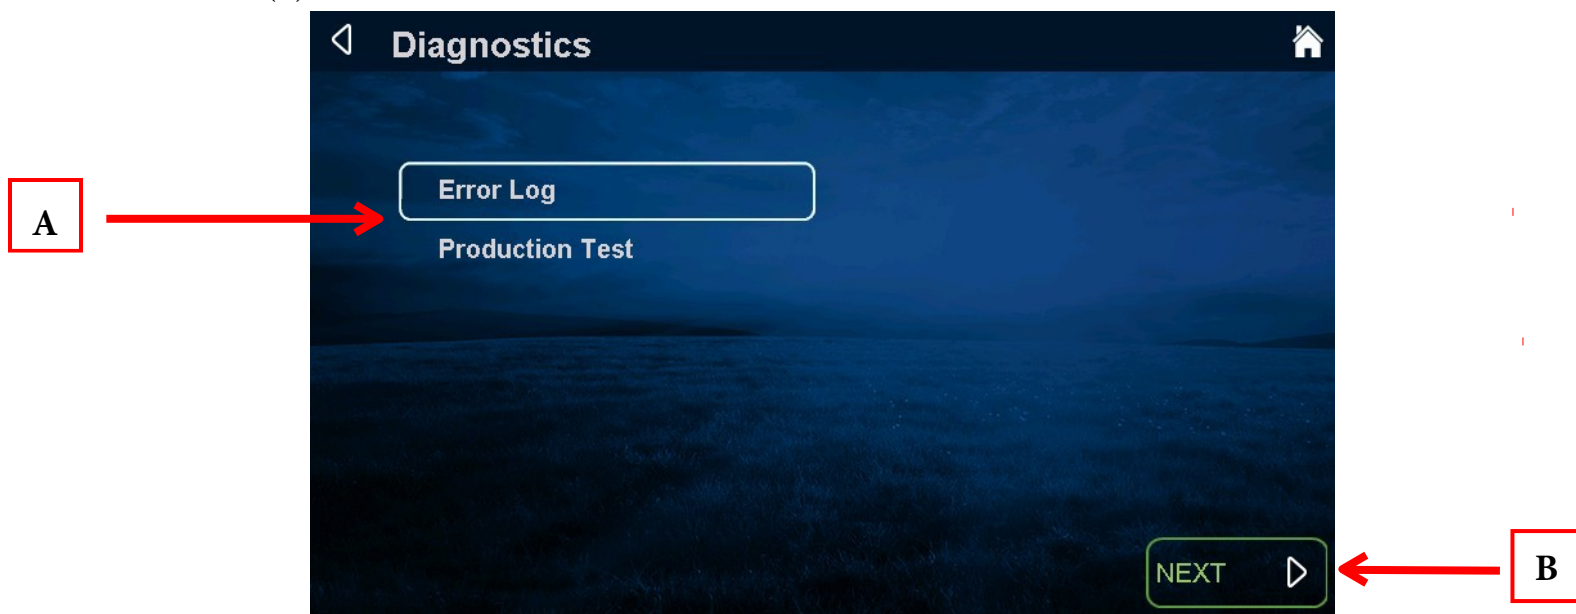 Diagnostics
A
Error Log
Production Test
NEXT
B